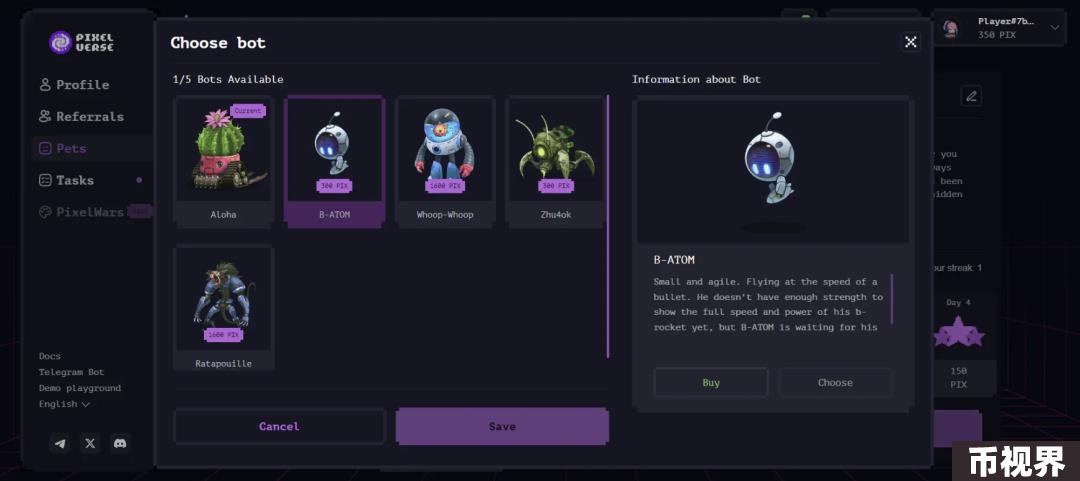 PIXEL
VERSE
Profile
Referrals
Pets
Tasks
PixelWars
Docs
Telegram Bot
Demo playground
English
Choose bot
1/5 Bots Available
Current
Aloha
300 PIX
B-ATOM
1600 PIX
Whoop-Whoop
300 PIX
Zhu4ok
1600 PIX
Ratapouille
Cancel
Save
Information about Bot
B-ATOM
Small and agile. Flying at the speed of a
bullet. He doesn't have enough strength to
show the full speed and power of his b-
rocket yet, but B-ATOM is waiting for his
Buy
Choose
Player#7b…
350 PIX
you
been
streak: 1
Day 4
150
PIX
币视界